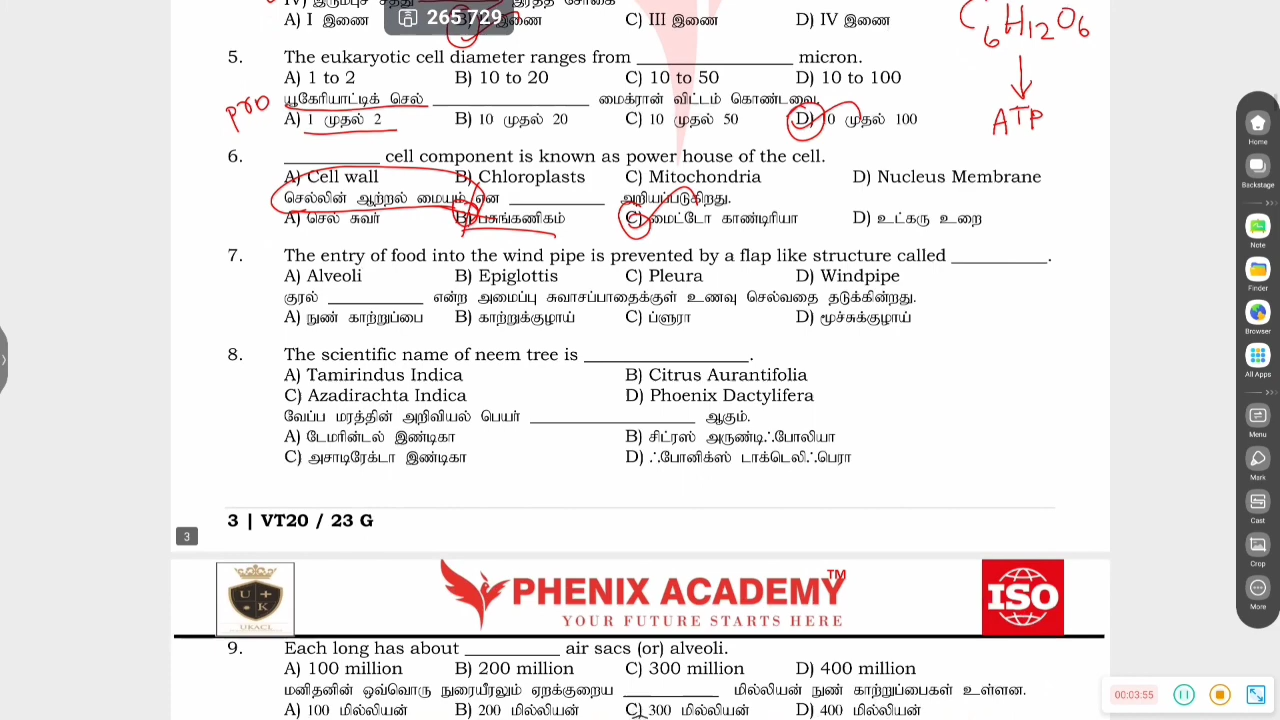 A) I இணை C) III இணை D) IV இணை
265 729
C6H12O6
ATP
5. The eukaryotic cell diameter ranges from ________________ micron.
A) 1 to 2 B) 10 to 20 C) 10 to 50 D) 10 to 100
pro
யூகேரியாட்டிக் செல் ________________ மைக்ரான் விட்டம் கொண்டவை.
A) 1 முதல் 2 B) 10 முதல் 20 C) 10 முதல் 50 D) 10 முதல் 100
6. __________ cell component is known as power house of the cell.
A) Cell wall B) Chloroplasts C) Mitochondria D) Nucleus Membrane
செல்லின் ஆற்றல் மையம் என __________ அறியப்படுகிறது.
A) செல் சுவர் B) பசுங்கணிகம் C) மைட்டோ காண்டிரியா D) உட்கரு உறை
7. The entry of food into the wind pipe is prevented by a flap like structure called __________.
A) Alveoli B) Epiglottis C) Pleura D) Windpipe
குரல் __________ என்ற அமைப்பு சுவாசப்பாதைக்குள் உணவு செல்வதை தடுக்கின்றது.
A) நுண் காற்றுப்பை B) காற்றுக்குழாய் C) ப்ளுரா D) மூச்சுக்குழாய்
8. The scientific name of neem tree is _________________.
A) Tamirindus Indica B) Citrus Aurantifolia
C) Azadirachta Indica D) Phoenix Dactylifera
வேப்ப மரத்தின் அறிவியல் பெயர் _________________ ஆகும்.
A) டேமரின்டல் இண்டிகா B) சிட்ரஸ் அருண்டிஃபோலியா
C) அசாடிரேக்டா இண்டிகா D) ஃபோனிக்ஸ் டாக்டெலிஃபெரா
3 | VT20 / 23 G
3
U K
UKACL
PHENIX ACADEMY™
YOUR FUTURE STARTS HERE
ISO
9. Each long has about __________ air sacs (or) alveoli.
A) 100 million B) 200 million C) 300 million D) 400 million
மனிதனின் ஒவ்வொரு நுரையீரலும் ஏறக்குறைய __________ மில்லியன் நுண் காற்றுப்பைகள் உள்ளன.
A) 100 மில்லியன் B) 200 மில்லியன் C) 300 மில்லியன் D) 400 மில்லியன்
Home
Backstage
Note
Finder
Browser
All Apps
Menu
Mark
Cast
Crop
More
00:03:55